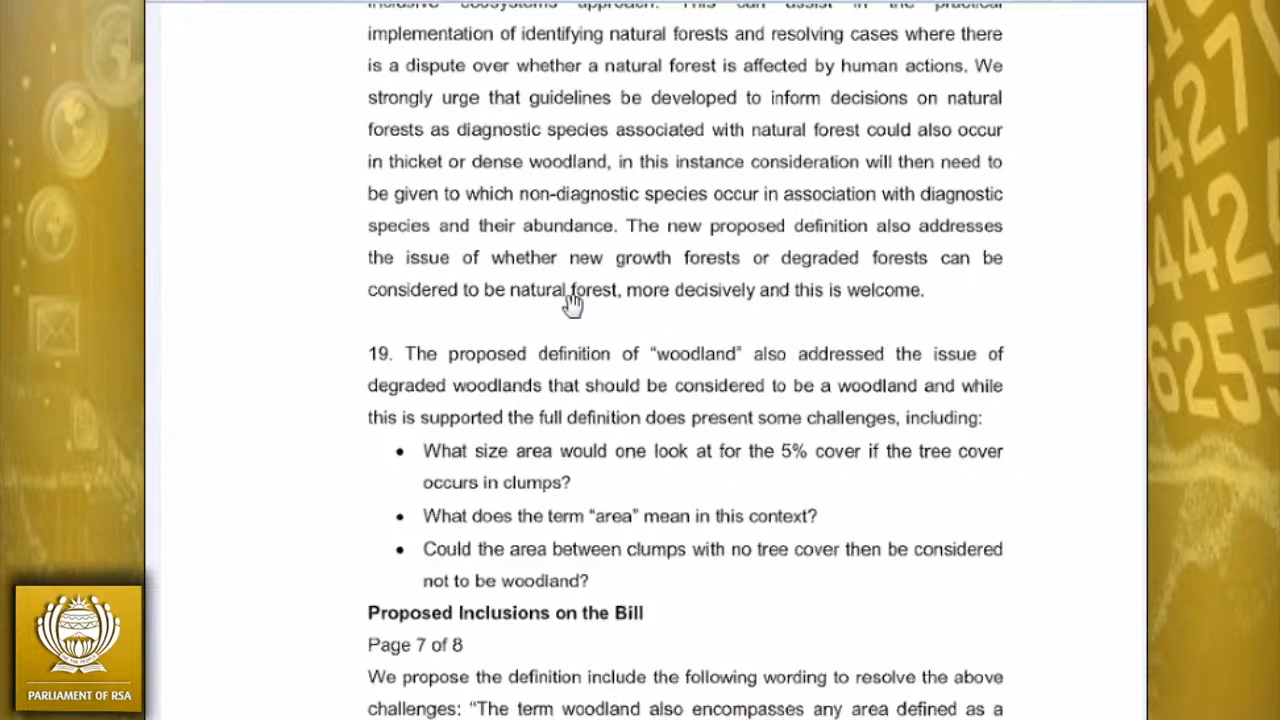 implementation of identifying natural forests and resolving cases where there
is a dispute over whether a natural forest is affected by human actions. We
strongly urge that guidelines be developed to inform decisions on natural
forests as diagnostic species associated with natural forest could also occur
in thicket or dense woodland, in this instance consideration will then need to
be given to which non-diagnostic species occur in association with diagnostic
species and their abundance. The new proposed definition also addresses
the issue of whether new growth forests or degraded forests can be
considered to be natural forest, more decisively and this is welcome.
19. The proposed definition of “woodland” also addressed the issue of
degraded woodlands that should be considered to be a woodland and while
this is supported the full definition does present some challenges, including:
• What size area would one look at for the 5% cover if the tree cover
occurs in clumps?
• What does the term “area” mean in this context?
• Could the area between clumps with no tree cover then be considered
not to be woodland?
Proposed Inclusions on the Bill
Page 7 of 8
We propose the definition include the following wording to resolve the above
challenges: “The term woodland also encompasses any area defined as a
PARLIAMENT OF RSA